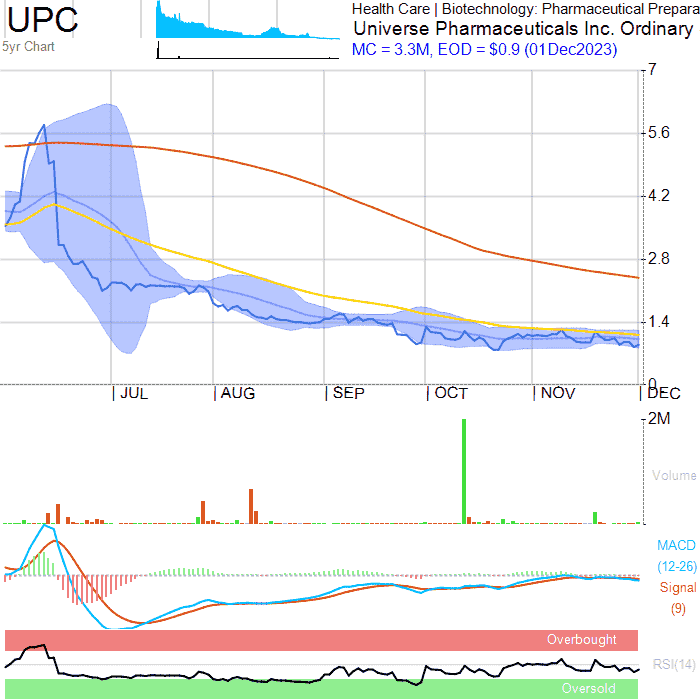 UPC
5yr Chart
Health Care | Biotechnology: Pharmaceutical Prepara
Universe Pharmaceuticals Inc. Ordinary
MC = 3.3M, EOD = $0.9 (01Dec2023)
7
5.6
4.2
2.8
1.4
0
JUL
AUG
SEP
OCT
NOV
DEC
2M
Volume
MACD
(12-26)
Signal
(9)
Overbought
RSI(14)
Oversold